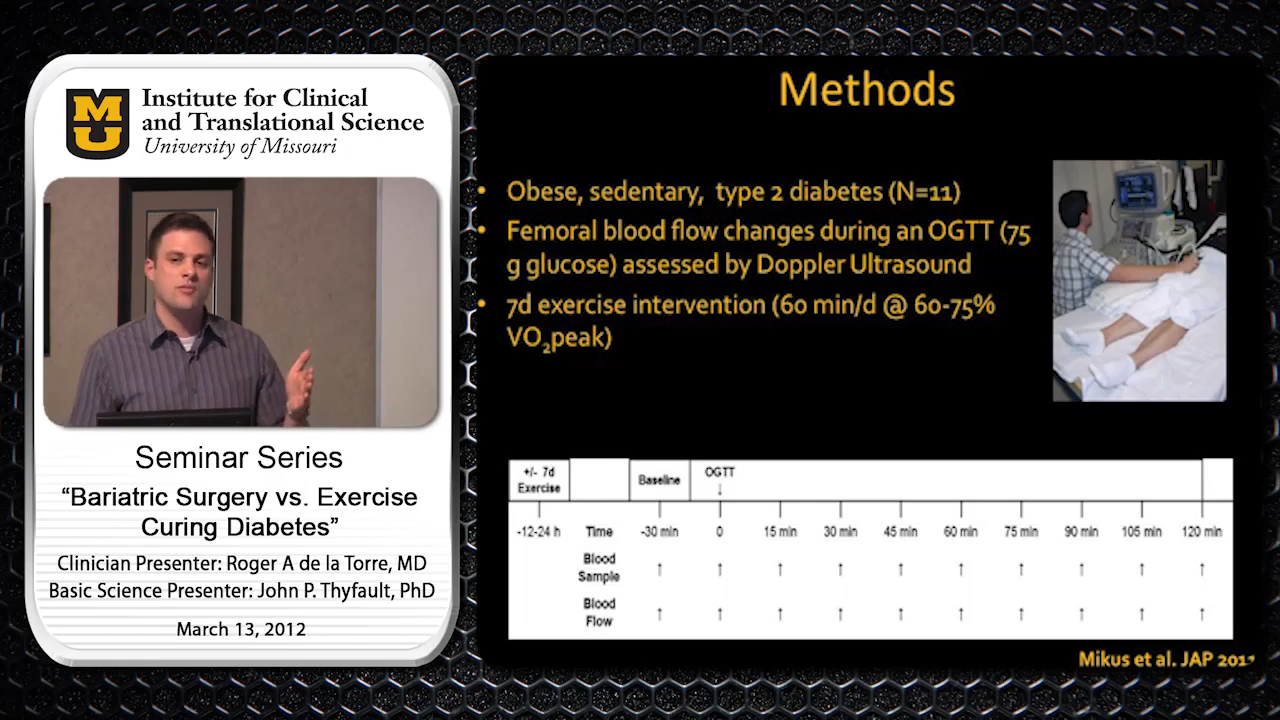 MU
Institute for Clinical
and Translational Science
University of Missouri
Seminar Series
“Bariatric Surgery vs. Exercise
Curing Diabetes”
Clinician Presenter: Roger A de la Torre, MD
Basic Science Presenter: John P. Thyfault, PhD
March 13, 2012
Methods
• Obese, sedentary, type 2 diabetes (N=11)
• Femoral blood flow changes during an OGTT (75
g glucose) assessed by Doppler Ultrasound
• 7d exercise intervention (60 min/d @ 60-75%
VO₂peak)
+/- 7d
Exercise
Baseline
OGTT
-12-24 h Time -30 min 0 15 min 30 min 45 min 60 min 75 min 90 min 105 min 120 min
Blood
Sample
Blood
Flow
Mikus et al. JAP 2011